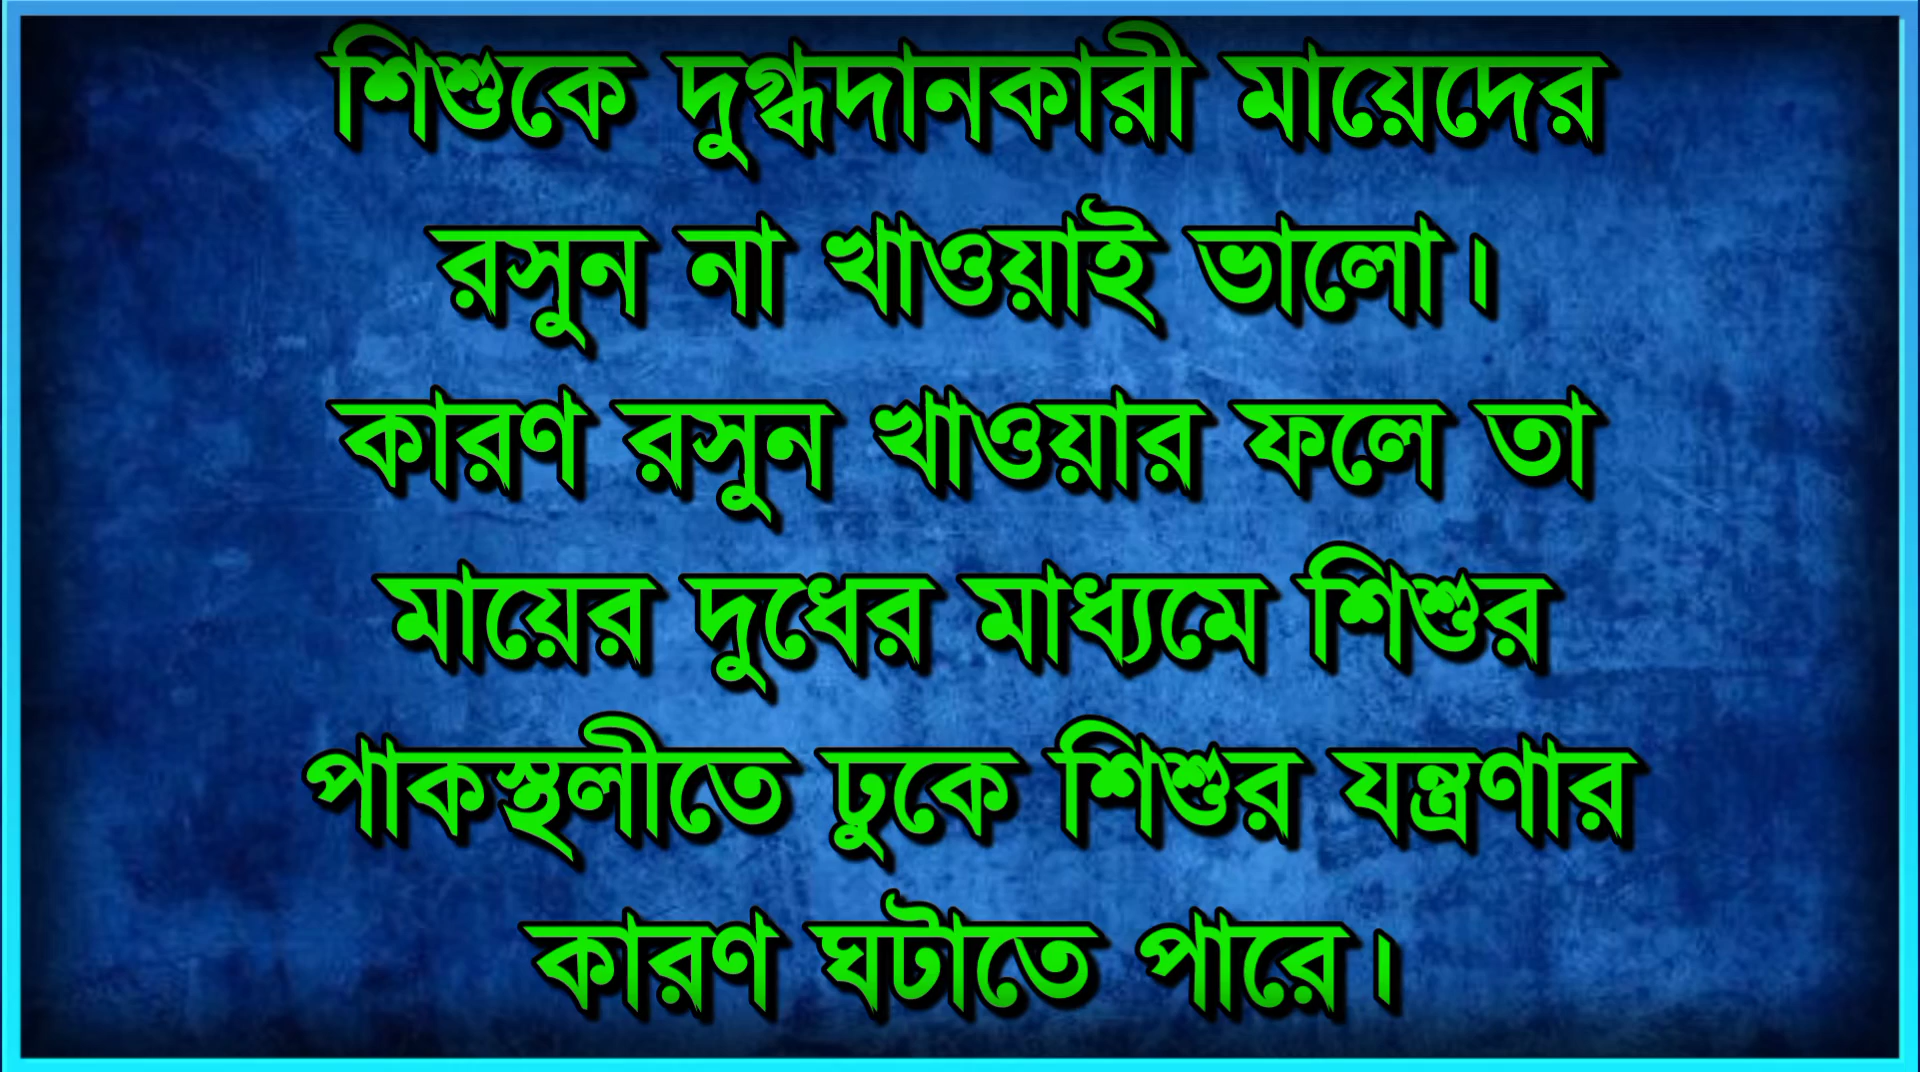 শিশুকে দুগ্ধদানকারী মায়েদের
রসুন না খাওয়াই ভালো।
কারণ রসুন খাওয়ার ফলে তা
মায়ের দুধের মাধ্যমে শিশুর
পাকস্থলীতে ঢুকে শিশুর যন্ত্রণার
কারণ ঘটাতে পারে।